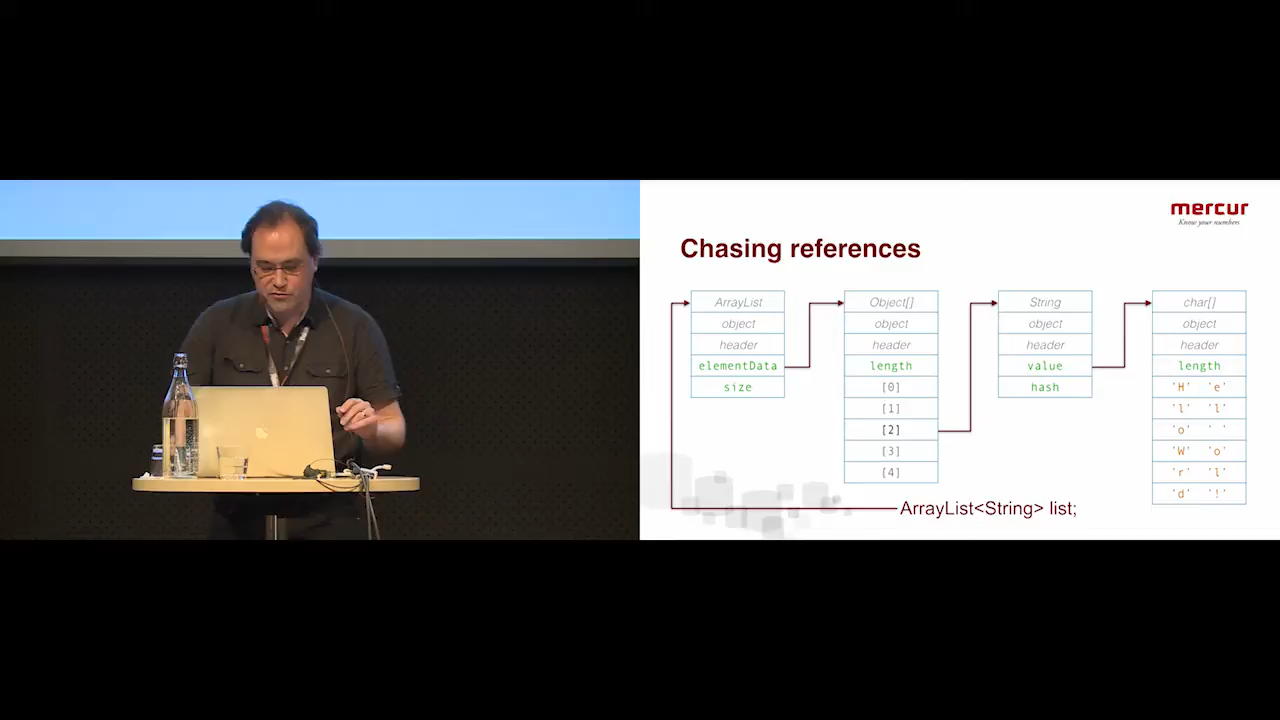 mercur
Know your numbers
Chasing references
ArrayList
object
header
elementData
size
Object[]
object
header
length
[0]
[1]
[2]
[3]
[4]
String
object
header
value
hash
char[]
object
header
length
'H' 'e'
'l' 'l'
'o' ' '
'W' 'o'
'r' 'l'
'd' '!'
ArrayList<String> list;